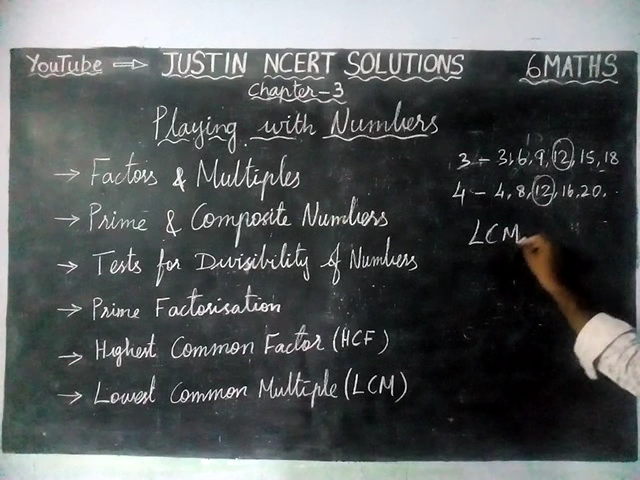 YouTube ⇒ JUSTIN NCERT SOLUTIONS 6 MATHS
Chapter-3
Playing with Numbers
→ Factors & Multiples
→ Prime & Composite Numbers
→ Tests for Divisibility of Numbers
→ Prime Factorisation
→ Highest Common Factor (HCF)
→ Lowest Common Multiple (LCM)
3 - 3, 6, 9, 12, 15, 18
4 - 4, 8, 12, 16, 20.
LCM